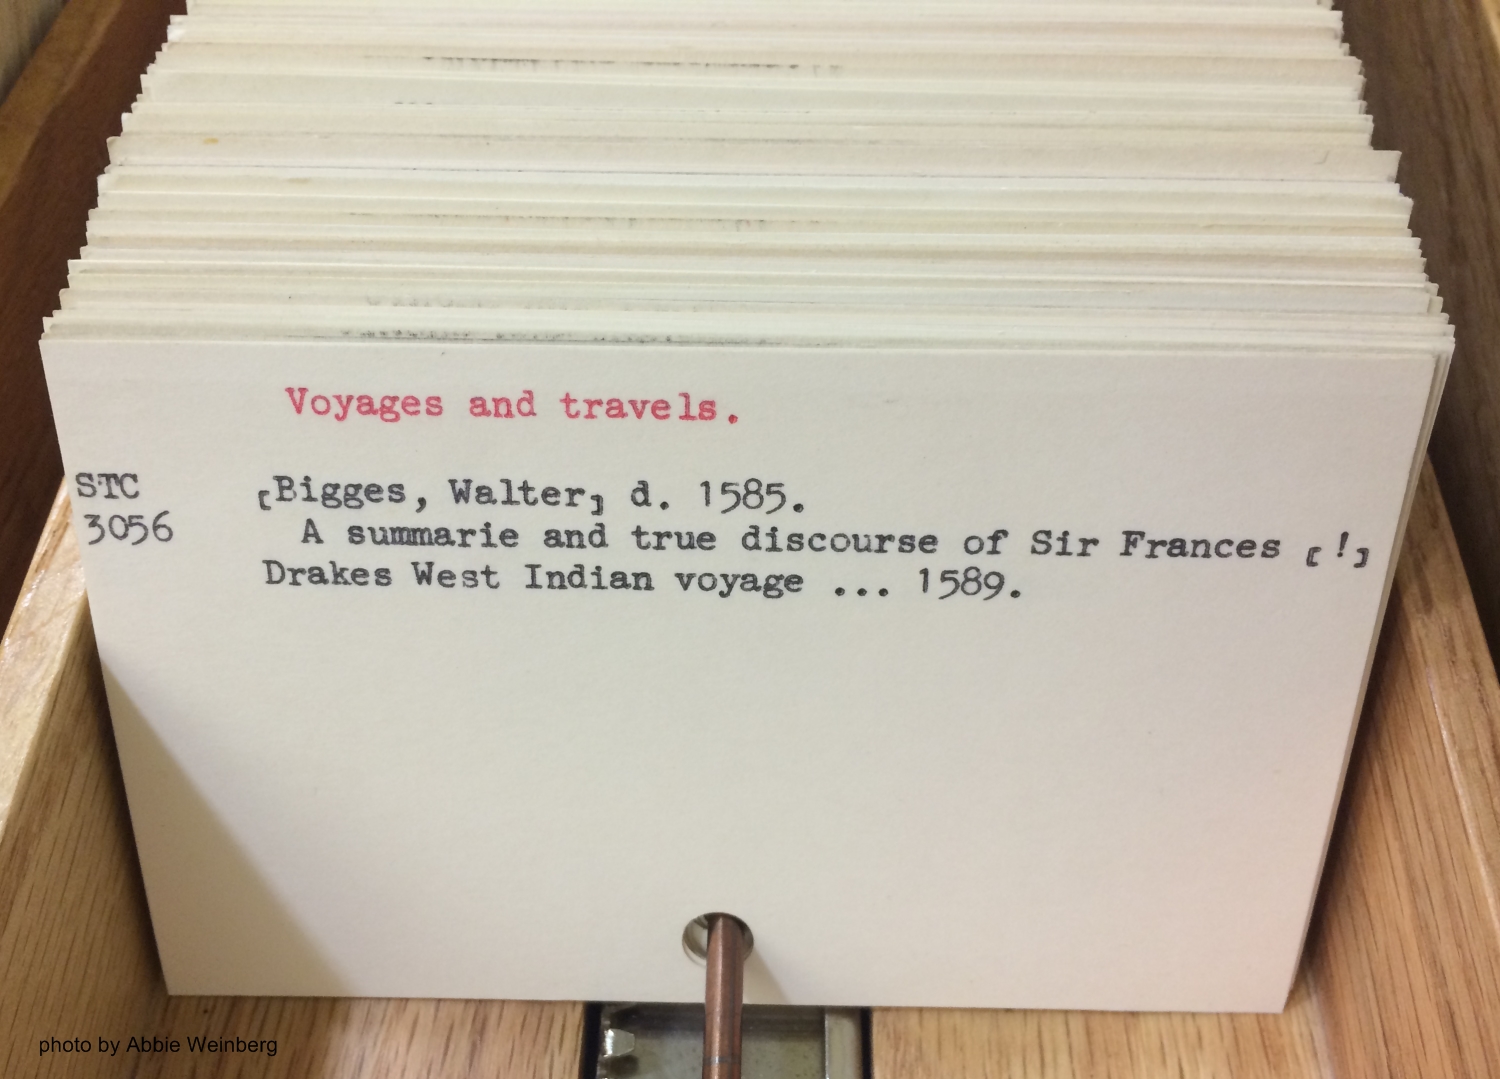 Voyages and travels.
STC
3056
[Bigges, Walter] d. 1585.
A summarie and true discourse of Sir Frances [!]
Drakes West Indian voyage ... 1589.
photo by Abbie Weinberg